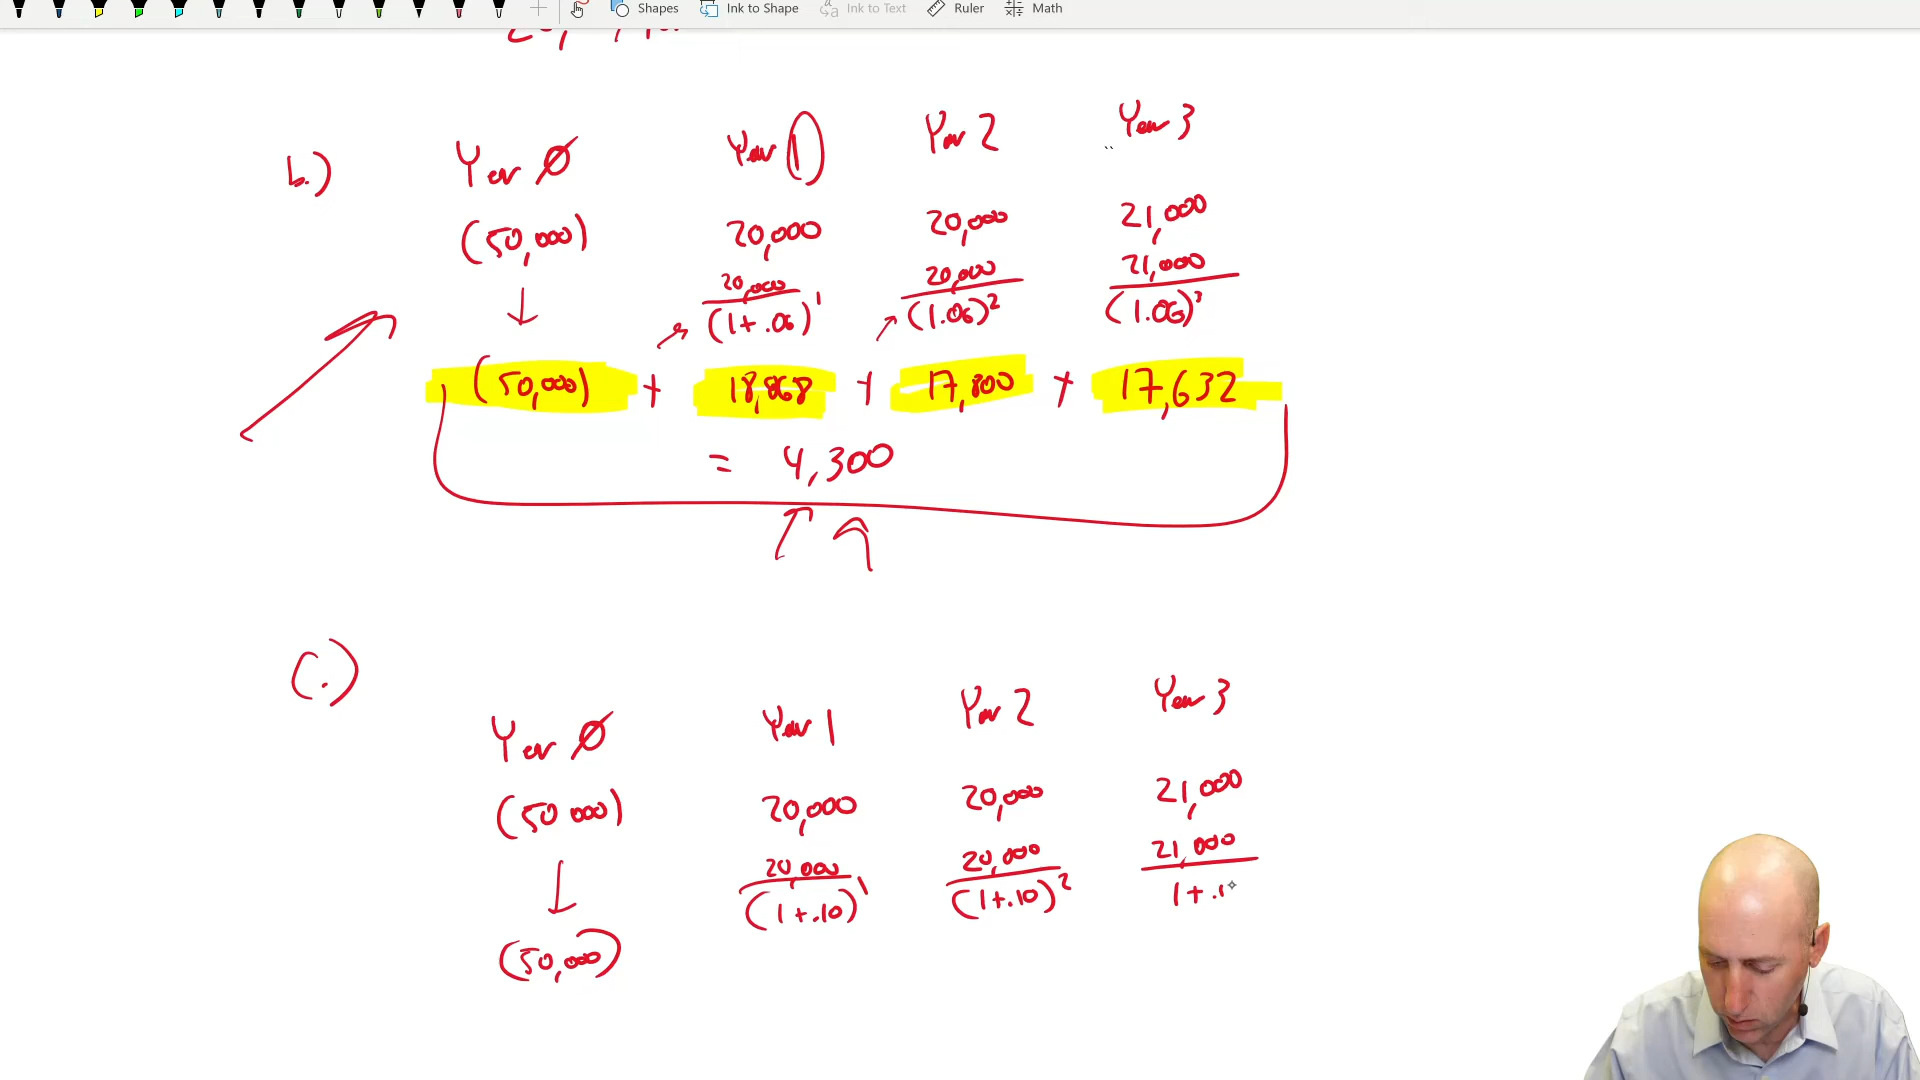 Shapes Ink to Shape Ink to Text Ruler Math
b.) Year 0 Year 1 Year 2 Year 3
(50,000) 20,000 20,000 21,000
20,000 20,000 21,000
(1+.06)^1 (1.06)^2 (1.06)^3
(50,000) + 18,868 + 17,800 + 17,632
= 4,300
C.)
Year 0 Year 1 Year 2 Year 3
(50 000) 20,000 20,000 21,000
20,000 20,000 21,000
(1+.10)^1 (1+.10)^2 1+.1
(50,000)